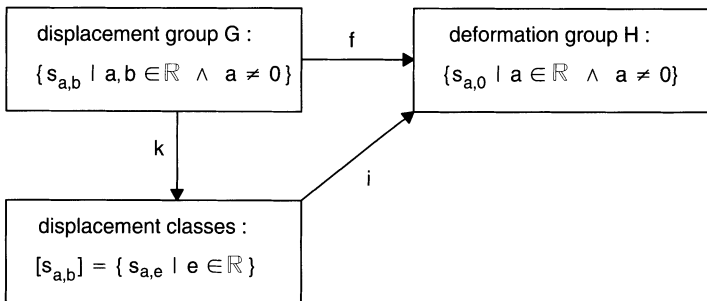 displacement group G :
{s_{a,b} | a, b ∈ ℝ ∧ a ≠ 0}
f
deformation group H :
{s_{a,0} | a ∈ ℝ ∧ a ≠ 0}
k
i
displacement classes :
[s_{a,b}] = {s_{a,e} | e ∈ ℝ}